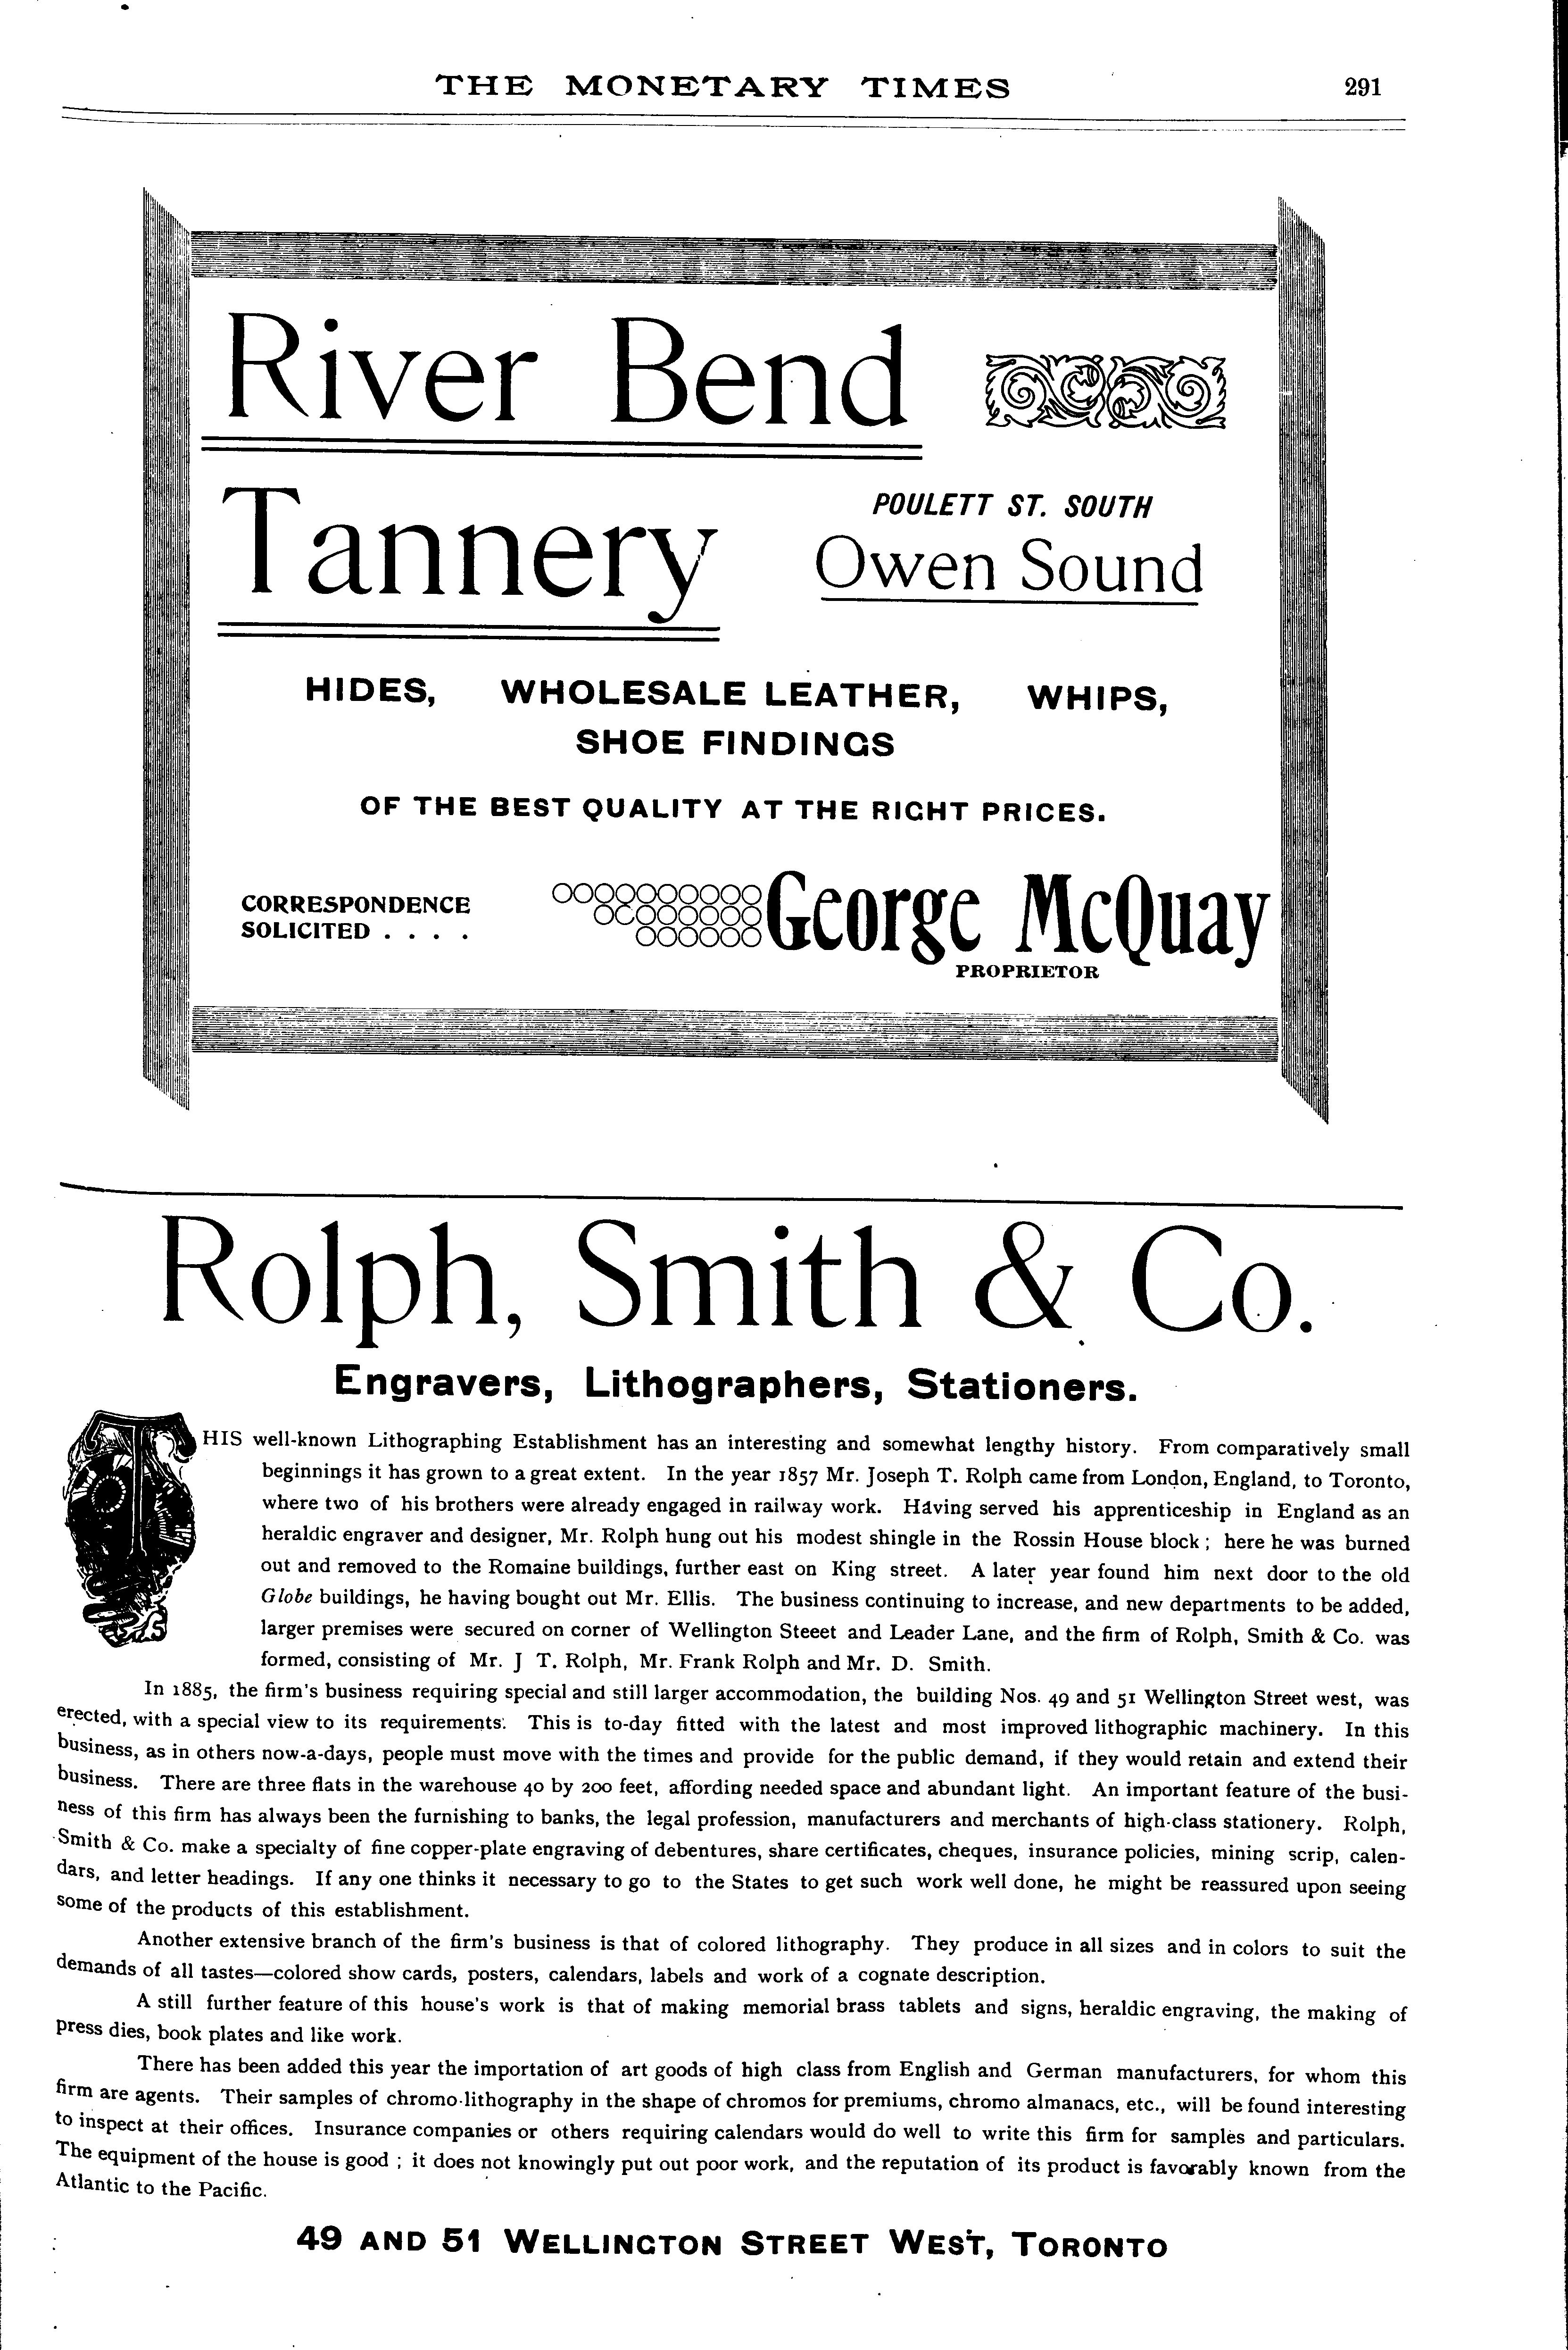 THE MONETARY TIMES 291
River Bend
Tannery
POULETT ST. SOUTH
Owen Sound
HIDES, WHOLESALE LEATHER, WHIPS,
SHOE FINDINGS
OF THE BEST QUALITY AT THE RIGHT PRICES.
CORRESPONDENCE
SOLICITED . . . .
George McQuay
PROPRIETOR
Rolph, Smith & Co.
Engravers, Lithographers, Stationers.
THIS well-known Lithographing Establishment has an interesting and somewhat lengthy history. From comparatively small
beginnings it has grown to a great extent. In the year 1857 Mr. Joseph T. Rolph came from London, England, to Toronto,
where two of his brothers were already engaged in railway work. Having served his apprenticeship in England as an
heraldic engraver and designer, Mr. Rolph hung out his modest shingle in the Rossin House block; here he was burned
out and removed to the Romaine buildings, further east on King street. A later year found him next door to the old
Globe buildings, he having bought out Mr. Ellis. The business continuing to increase, and new departments to be added,
larger premises were secured on corner of Wellington Steeet and Leader Lane, and the firm of Rolph, Smith & Co. was
formed, consisting of Mr. J T. Rolph, Mr. Frank Rolph and Mr. D. Smith.
In 1885, the firm's business requiring special and still larger accommodation, the building Nos. 49 and 51 Wellington Street west, was
erected, with a special view to its requirements. This is to-day fitted with the latest and most improved lithographic machinery. In this
business, as in others now-a-days, people must move with the times and provide for the public demand, if they would retain and extend their
business. There are three flats in the warehouse 40 by 200 feet, affording needed space and abundant light. An important feature of the busi-
ness of this firm has always been the furnishing to banks, the legal profession, manufacturers and merchants of high-class stationery. Rolph,
Smith & Co. make a specialty of fine copper-plate engraving of debentures, share certificates, cheques, insurance policies, mining scrip, calen-
dars, and letter headings. If any one thinks it necessary to go to the States to get such work well done, he might be reassured upon seeing
some of the products of this establishment.
Another extensive branch of the firm's business is that of colored lithography. They produce in all sizes and in colors to suit the
demands of all tastes—colored show cards, posters, calendars, labels and work of a cognate description.
A still further feature of this house's work is that of making memorial brass tablets and signs, heraldic engraving, the making of
press dies, book plates and like work.
There has been added this year the importation of art goods of high class from English and German manufacturers, for whom this
firm are agents. Their samples of chromo-lithography in the shape of chromos for premiums, chromo almanacs, etc., will be found interesting
to inspect at their offices. Insurance companies or others requiring calendars would do well to write this firm for samples and particulars.
The equipment of the house is good; it does not knowingly put out poor work, and the reputation of its product is favorably known from the
Atlantic to the Pacific.
49 AND 51 WELLINGTON STREET WEST, TORONTO